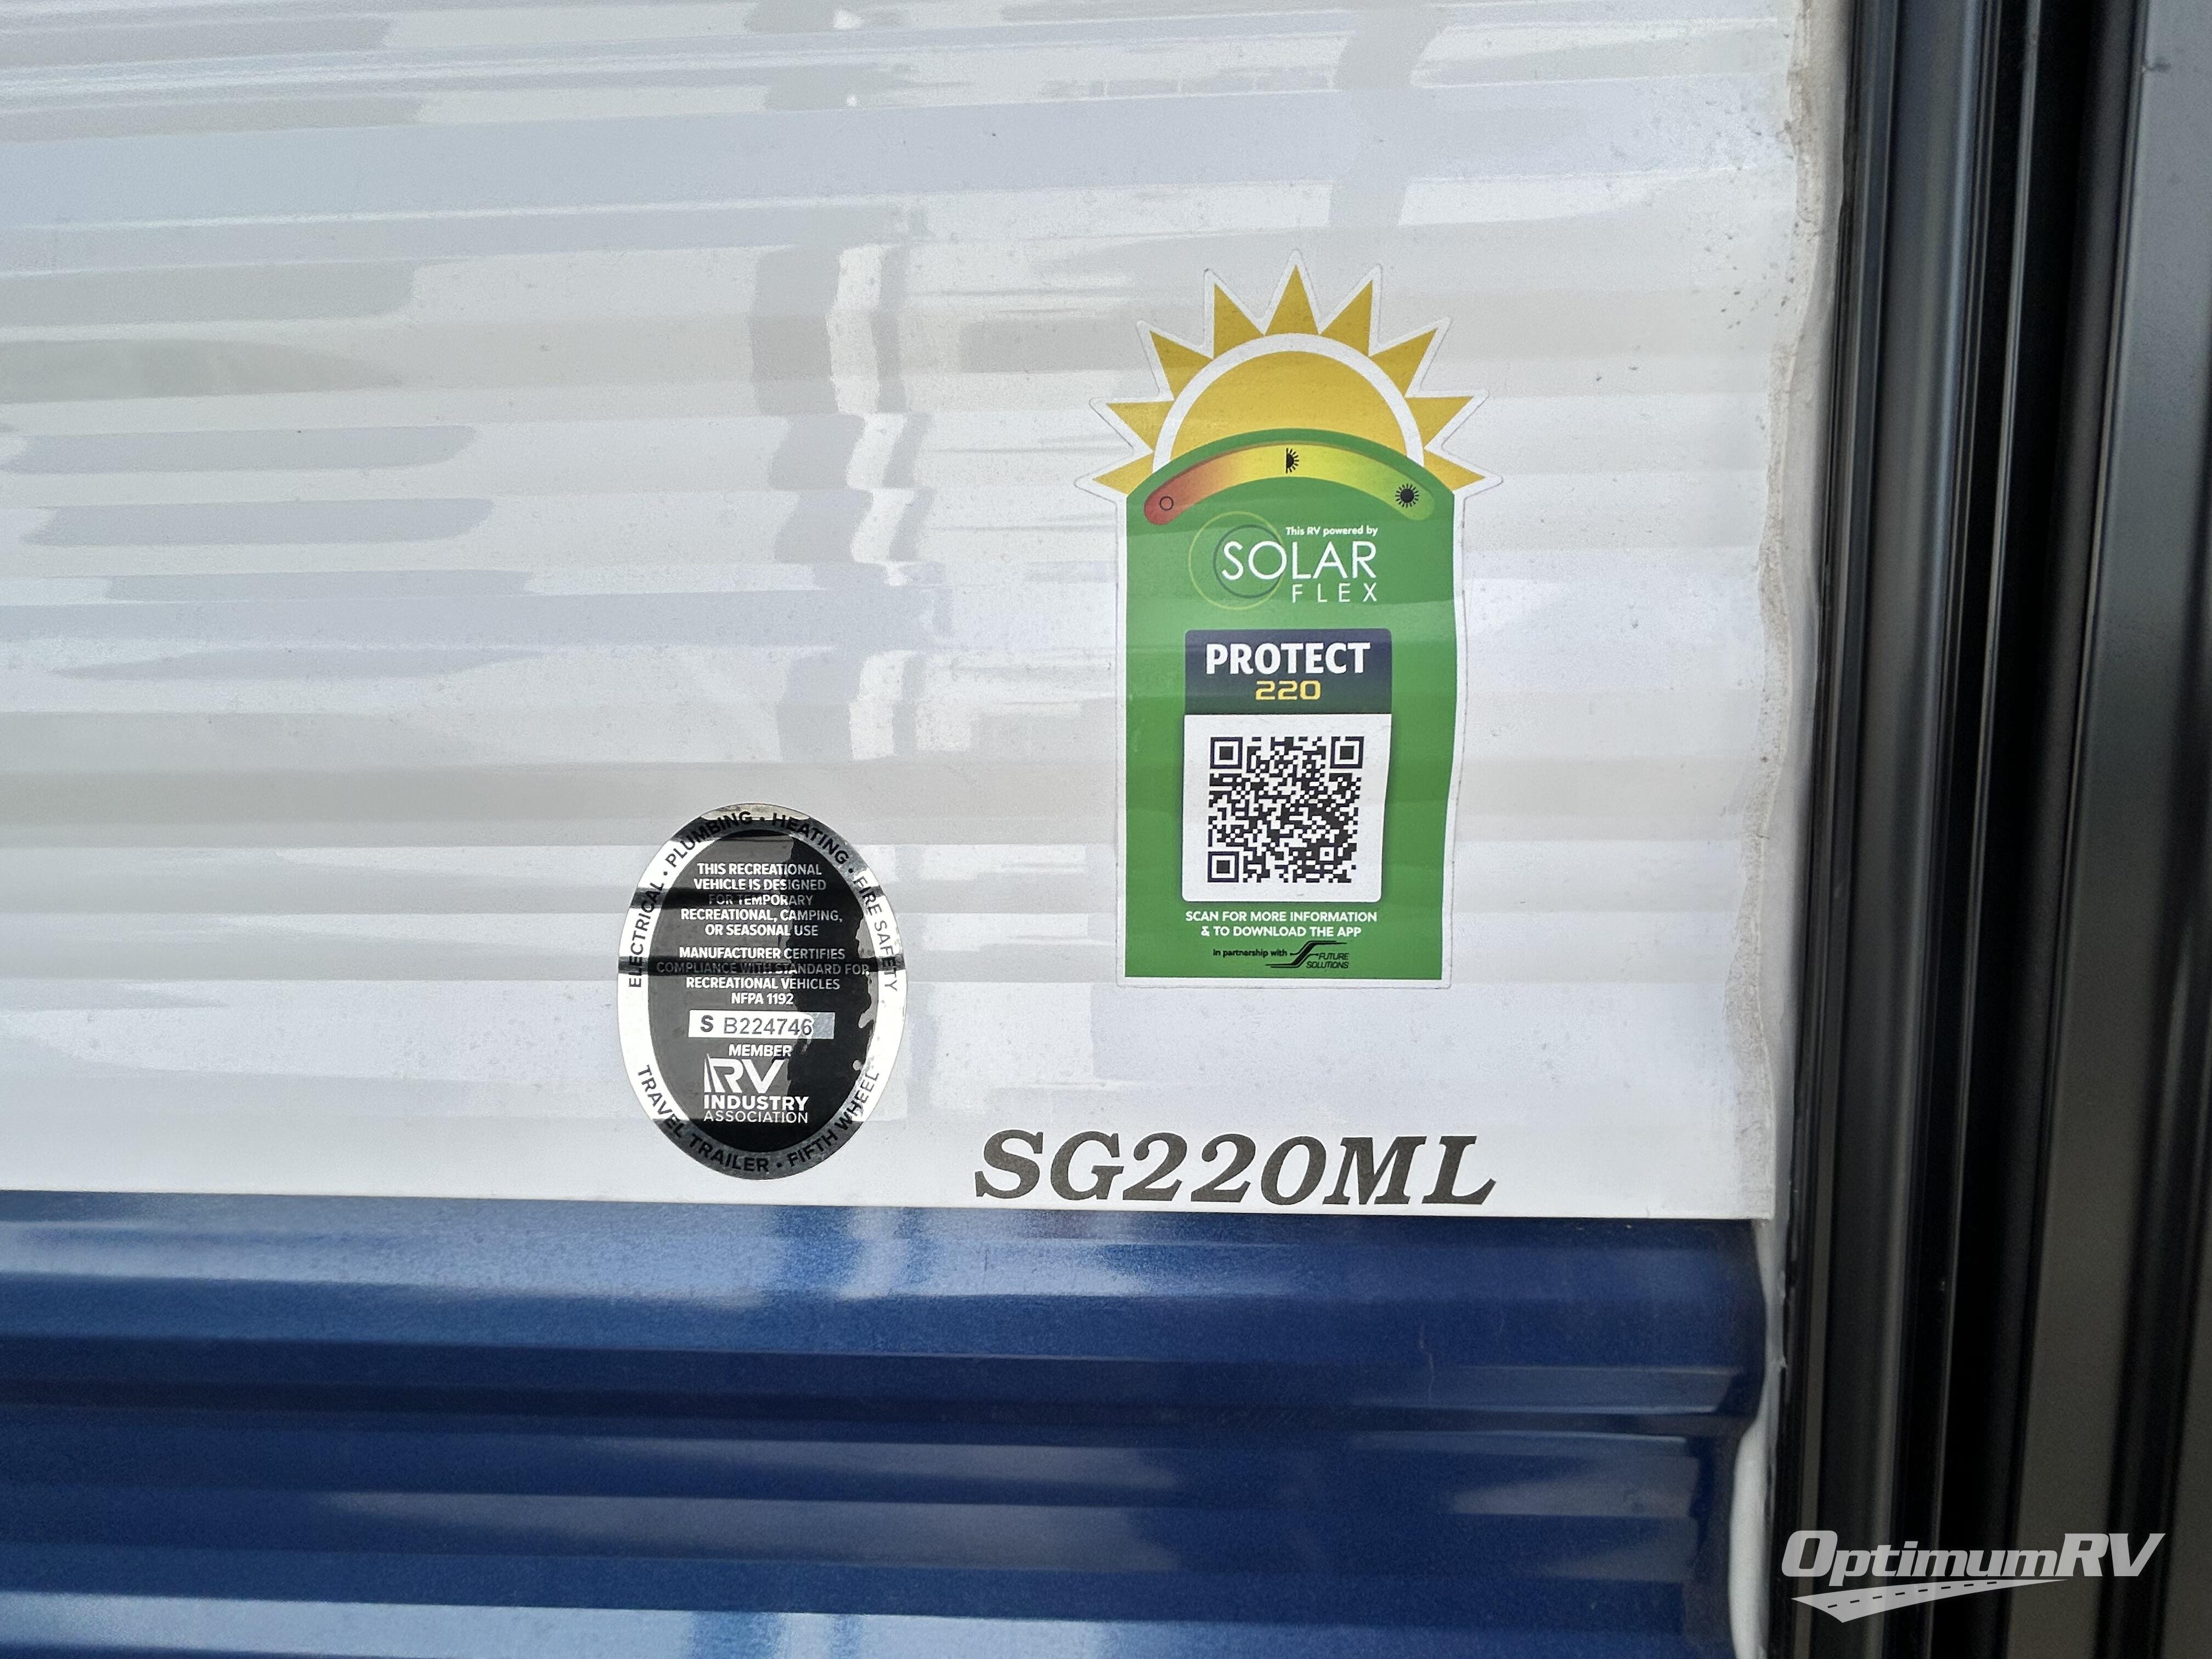 This RV powered by
SOLAR
FLEX
PROTECT
220
SCAN FOR MORE INFORMATION
& TO DOWNLOAD THE APP
in partnership with
FUTURE
SOLUTIONS
ELECTRICAL • PLUMBING • HEATING • FIRE SAFETY
THIS RECREATIONAL
VEHICLE IS DESIGNED
FOR TEMPORARY
RECREATIONAL, CAMPING,
OR SEASONAL USE
MANUFACTURER CERTIFIES
COMPLIANCE WITH STANDARD FOR
RECREATIONAL VEHICLES
NFPA 1192
S B224746
MEMBER
RV
INDUSTRY
ASSOCIATION
TRAVEL TRAILER • FIFTH WHEEL
SG220ML
OptimumRV